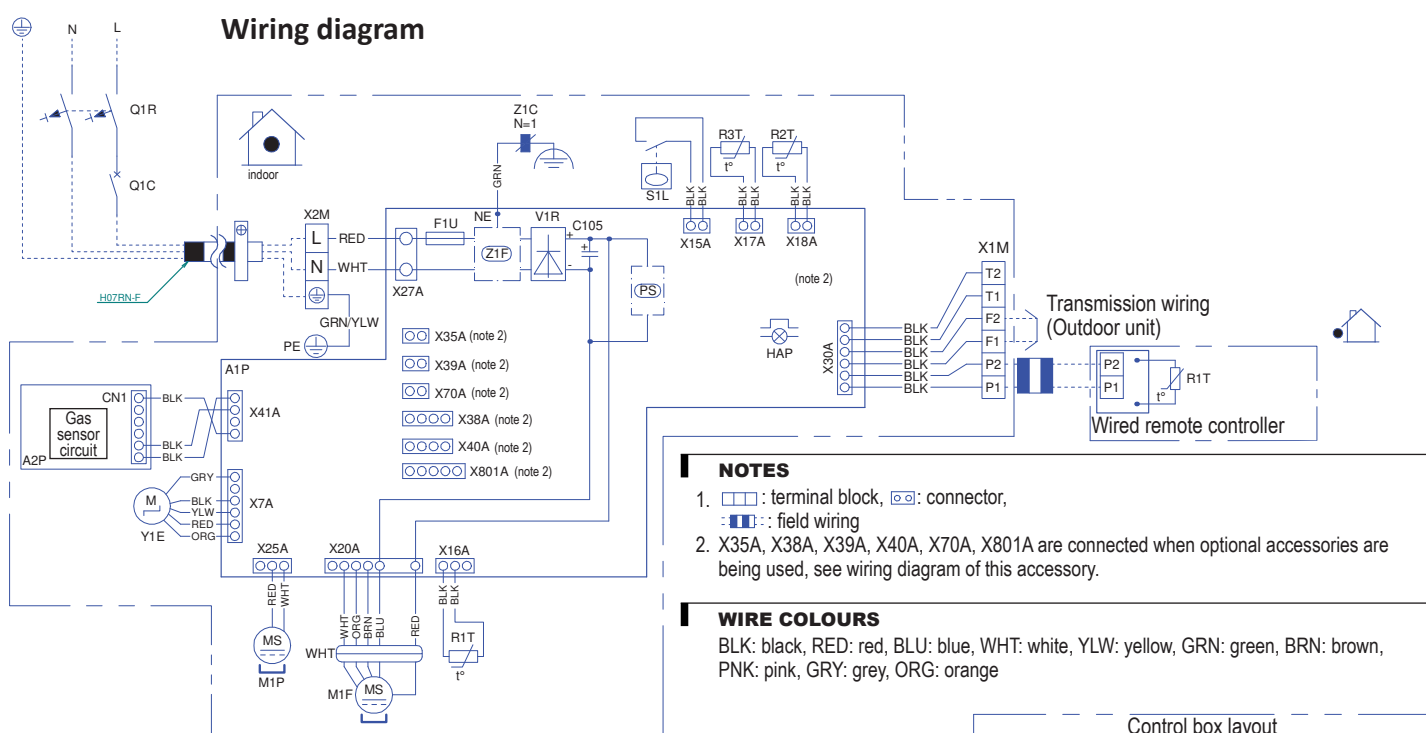 Wiring diagram
N L
Q1R
Q1C
indoor
H07RN-F
Z1C
N=1
GRN
X2M
L RED
N WHT
GRN/YLW
PE
X27A
F1U
NE
Z1F
V1R
C105
+
+
-
PS
S1L
BLK BLK
X15A
R3T
t°
BLK BLK
X17A
R2T
t°
BLK BLK
X18A
(note 2)
HAP
X30A
BLK
BLK
BLK
BLK
BLK
BLK
X1M
T2
T1
F2
F1
P2
P1
Transmission wiring
(Outdoor unit)
P2
P1
R1T
t°
Wired remote controller
X35A (note 2)
X39A (note 2)
X70A (note 2)
X38A (note 2)
X40A (note 2)
X801A (note 2)
A1P
CN1
BLK
X41A
Gas
sensor
circuit
BLK
BLK
A2P
GRY
M
BLK
YLW
RED
ORG
X7A
Y1E
X25A
RED WHT
MS
M1P
X20A
WHT ORG BRN BLU RED
WHT
M1F
MS
X16A
BLK BLK
R1T
t°
NOTES
1. : terminal block, : connector,
: field wiring
2. X35A, X38A, X39A, X40A, X70A, X801A are connected when optional accessories are
being used, see wiring diagram of this accessory.
WIRE COLOURS
BLK: black, RED: red, BLU: blue, WHT: white, YLW: yellow, GRN: green, BRN: brown,
PNK: pink, GRY: grey, ORG: orange
Control box layout